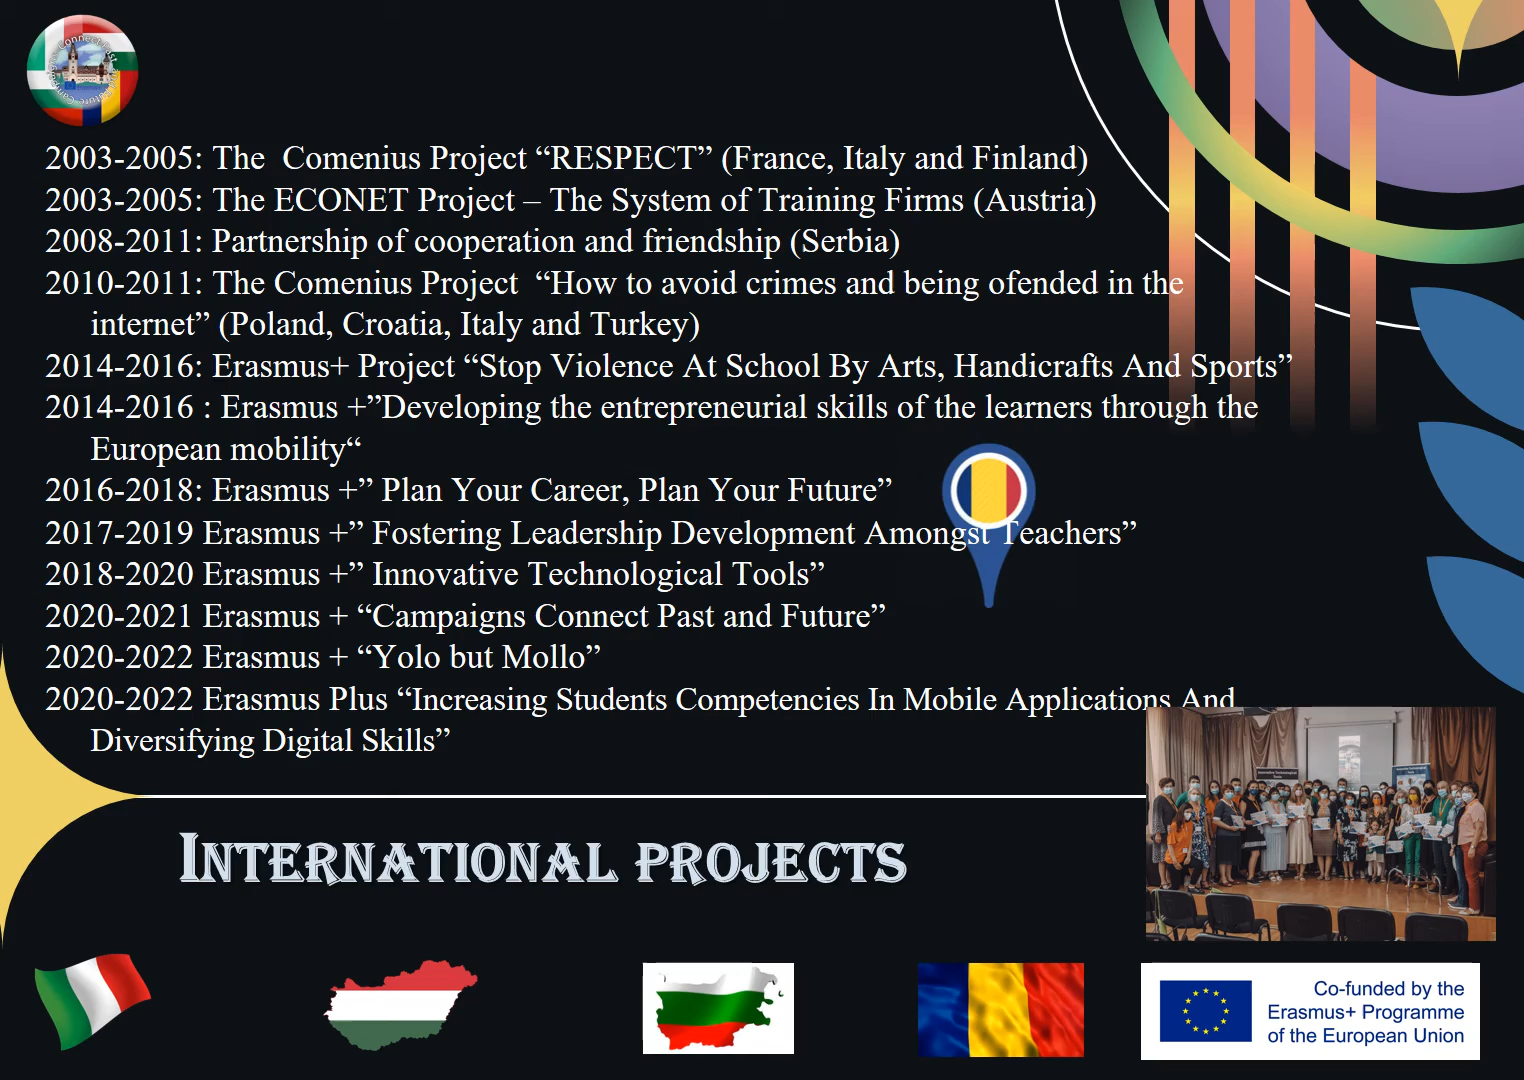 2003-2005: The  Comenius Project “RESPECT” (France, Italy and Finland)
2003-2005: The ECONET Project – The System of Training Firms (Austria)
2008-2011: Partnership of cooperation and friendship (Serbia)
2010-2011: The Comenius Project  “How to avoid crimes and being ofended in the
internet” (Poland, Croatia, Italy and Turkey)
2014-2016: Erasmus+ Project “Stop Violence At School By Arts, Handicrafts And Sports”
2014-2016 : Erasmus +”Developing the entrepreneurial skills of the learners through the
European mobility“
2016-2018: Erasmus +” Plan Your Career, Plan Your Future”
2017-2019 Erasmus +” Fostering Leadership Development Amongst Teachers”
2018-2020 Erasmus +” Innovative Technological Tools”
2020-2021 Erasmus + “Campaigns Connect Past and Future”
2020-2022 Erasmus + “Yolo but Mollo”
2020-2022 Erasmus Plus “Increasing Students Competencies In Mobile Applications And
Diversifying Digital Skills”
INTERNATIONAL PROJECTS
Co-funded by the
Erasmus+ Programme
of the European Union